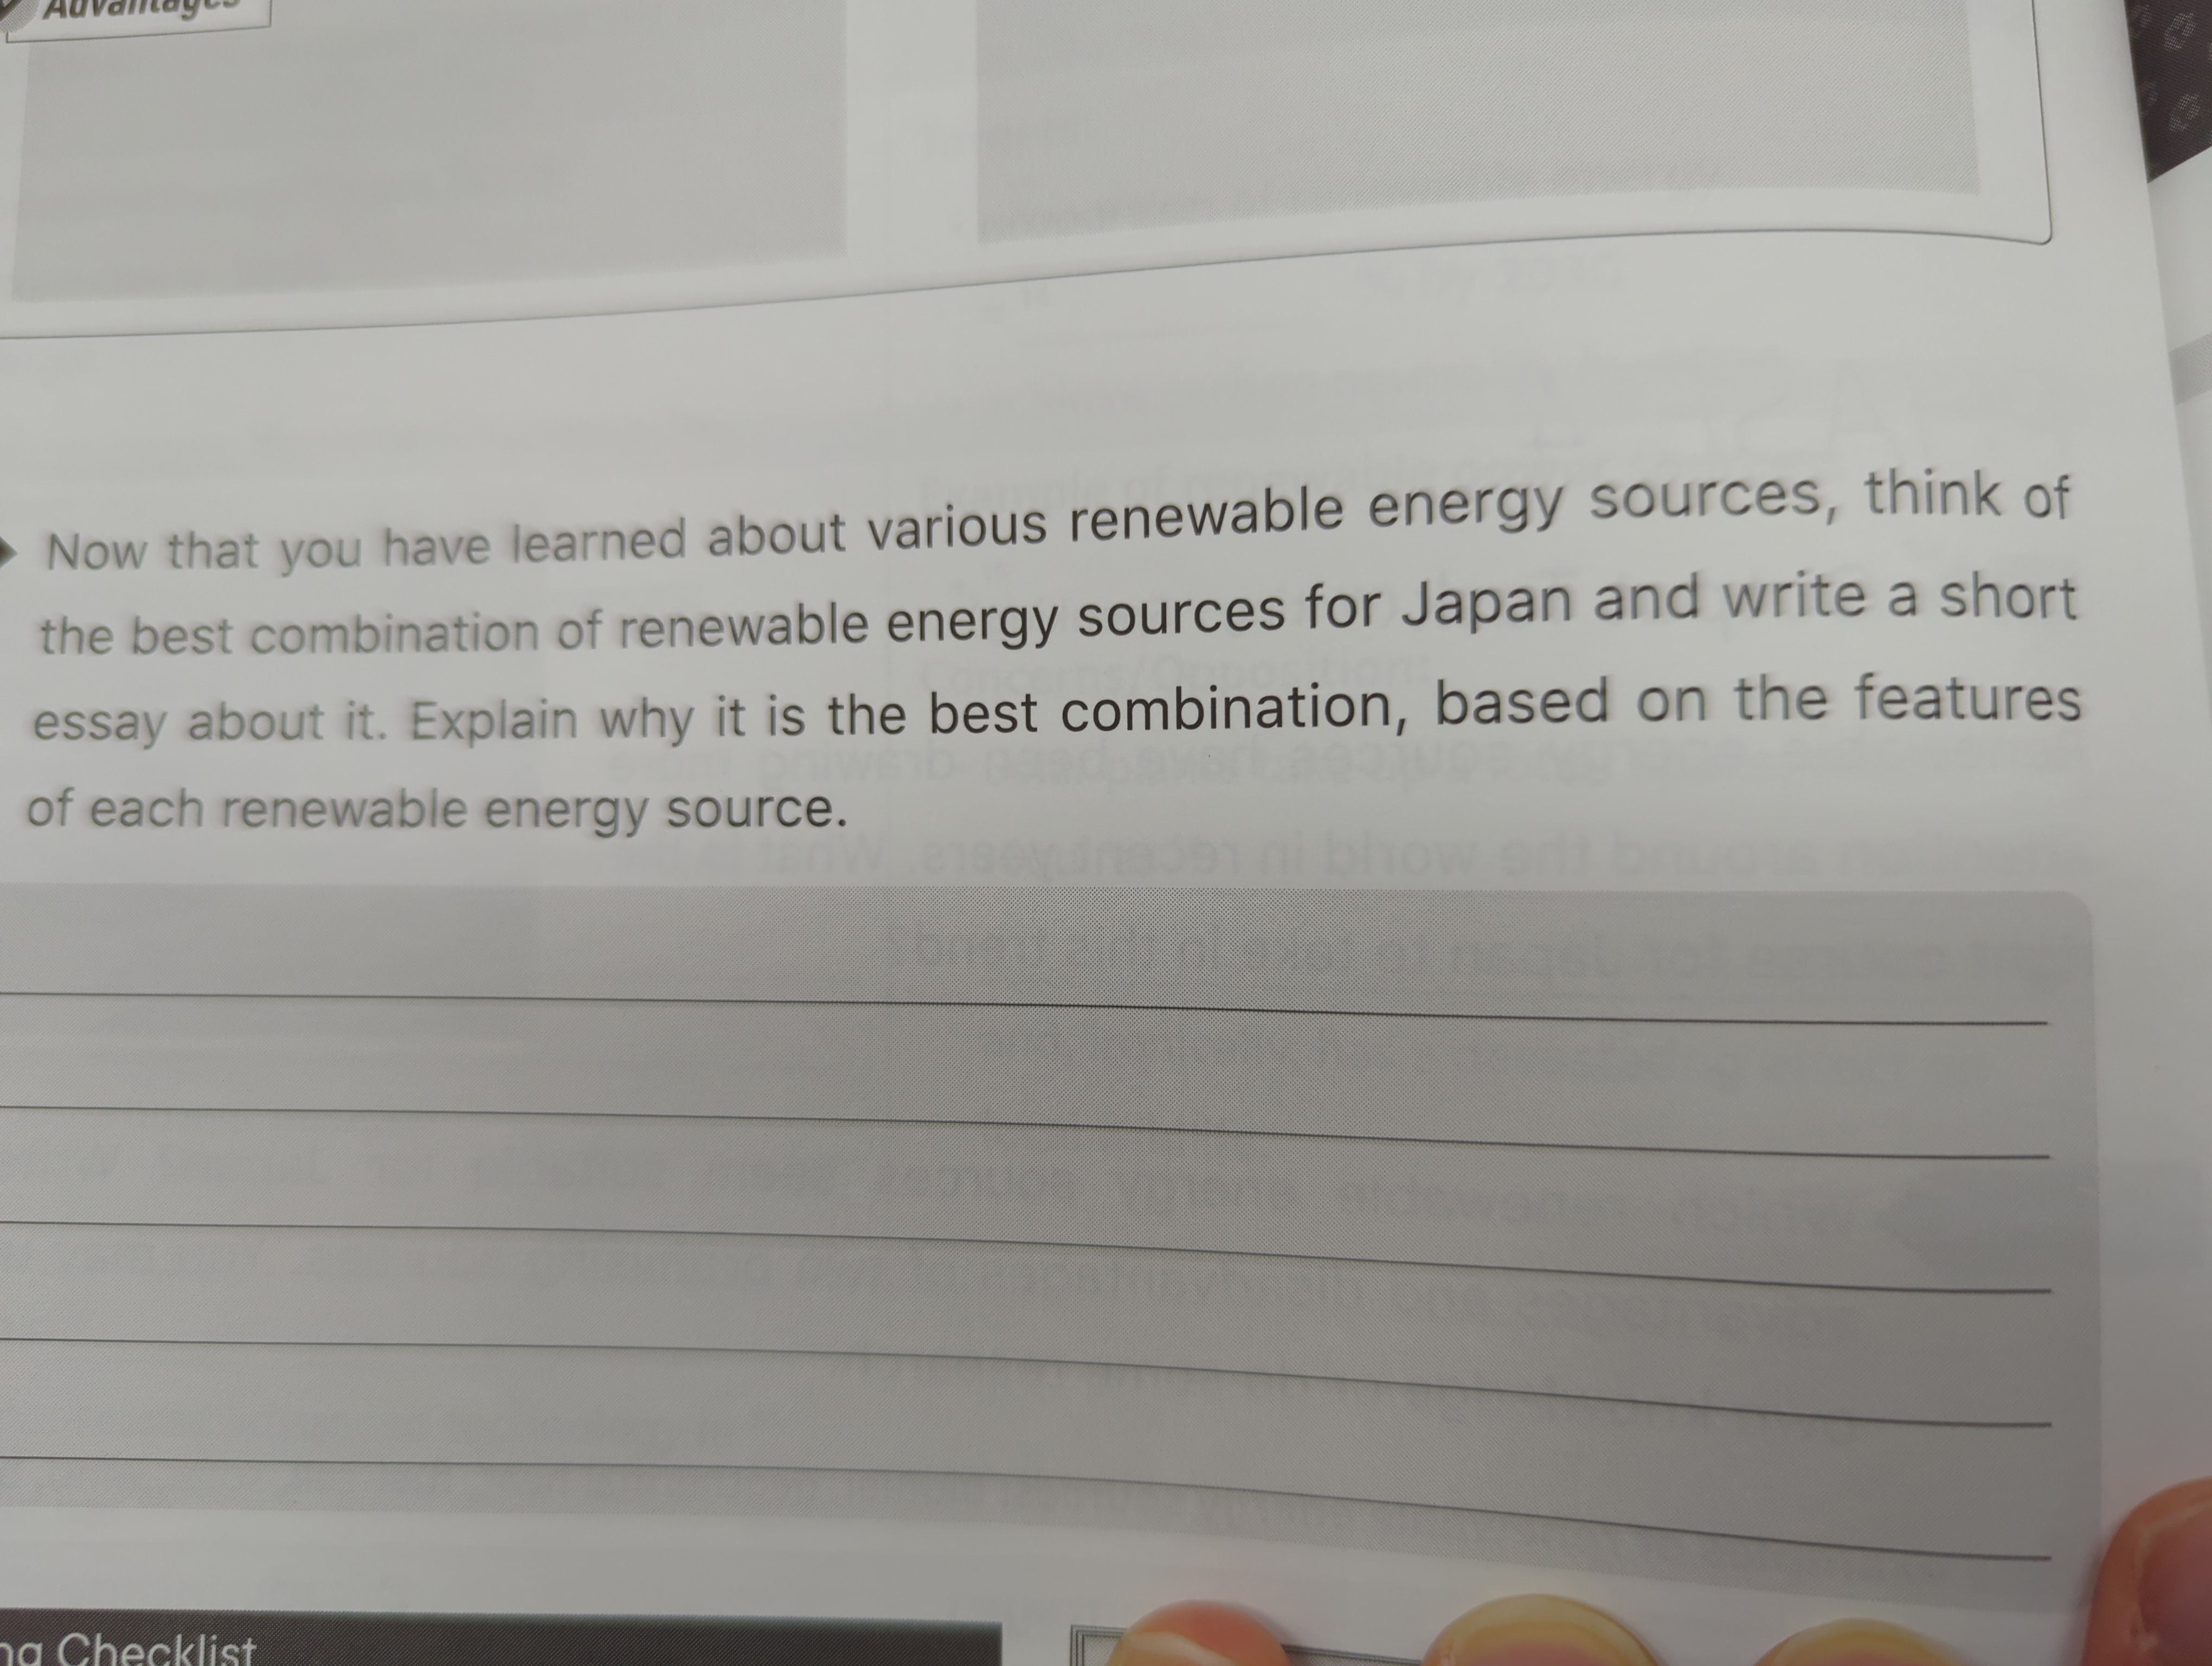 Advantages
Now that you have learned about various renewable energy sources, think of
the best combination of renewable energy sources for Japan and write a short
essay about it. Explain why it is the best combination, based on the features
of each renewable energy source.
Checklist